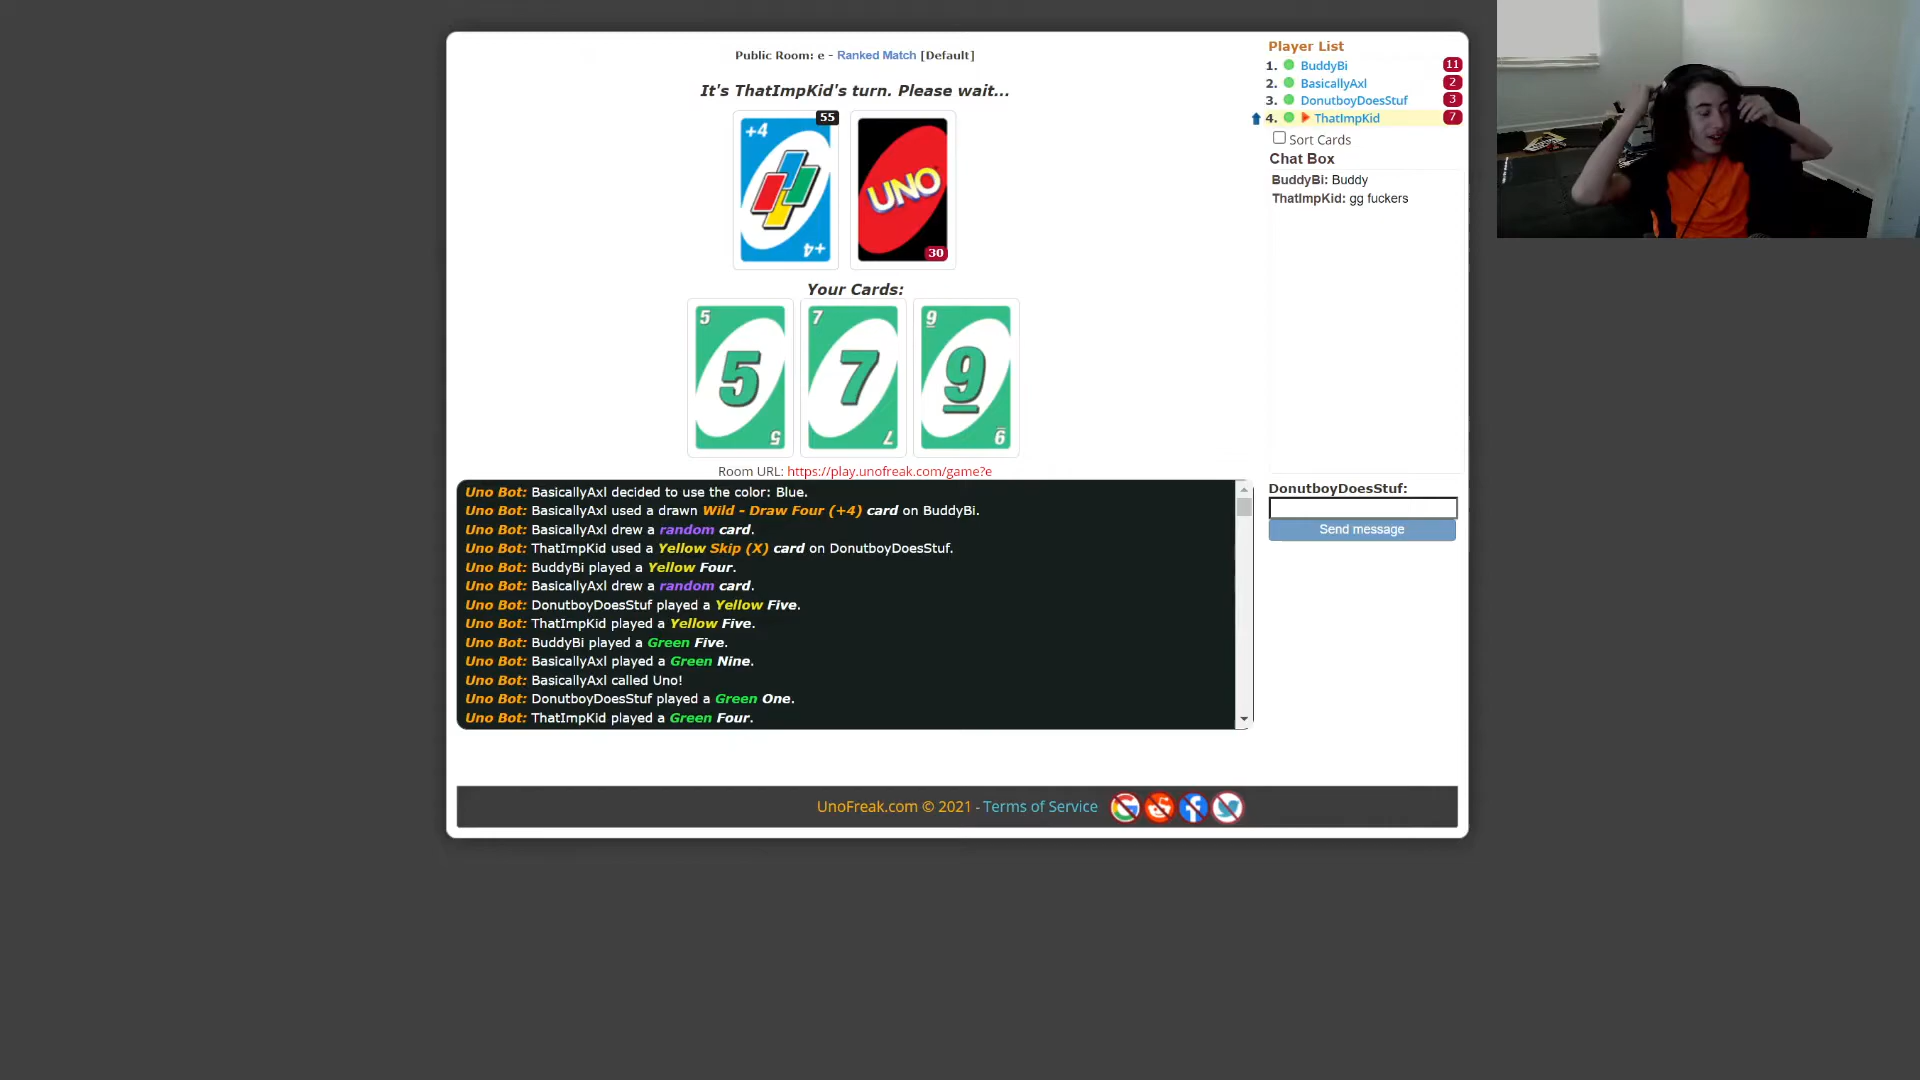 Public Room: e - Ranked Match [Default]
It's ThatImpKid's turn. Please wait...
+4
55
+4
UNO
30
Your Cards:
5
5
5
7
7
7
9
9
9
Room URL: https://play.unofreak.com/game?e
Uno Bot: BasicallyAxl decided to use the color: Blue.
Uno Bot: BasicallyAxl used a drawn Wild - Draw Four (+4) card on BuddyBi.
Uno Bot: BasicallyAxl drew a random card.
Uno Bot: ThatImpKid used a Yellow Skip (X) card on DonutboyDoesStuf.
Uno Bot: BuddyBi played a Yellow Four.
Uno Bot: BasicallyAxl drew a random card.
Uno Bot: DonutboyDoesStuf played a Yellow Five.
Uno Bot: ThatImpKid played a Yellow Five.
Uno Bot: BuddyBi played a Green Five.
Uno Bot: BasicallyAxl played a Green Nine.
Uno Bot: BasicallyAxl called Uno!
Uno Bot: DonutboyDoesStuf played a Green One.
Uno Bot: ThatImpKid played a Green Four.
Player List
1. BuddyBi 11
2. BasicallyAxl 2
3. DonutboyDoesStuf 3
4. ThatImpKid 7
Sort Cards
Chat Box
BuddyBi: Buddy
ThatImpKid: gg fuckers
DonutboyDoesStuf:
Send message
UnoFreak.com © 2021 - Terms of Service